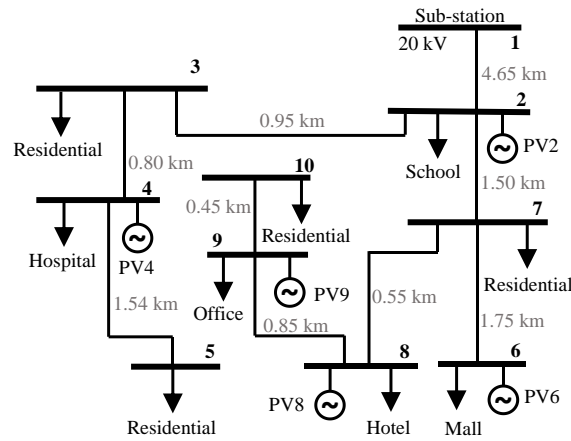 Sub-station
20 kV
1
3
4.65 km
2
0.95 km
Residential
School
PV2
0.80 km
10
1.50 km
4
0.45 km
7
9
Residential
Hospital
PV4
Office
PV9
0.55 km
Residential
1.54 km
0.85 km
1.75 km
5
8
6
PV8
PV6
Residential
Hotel
Mall